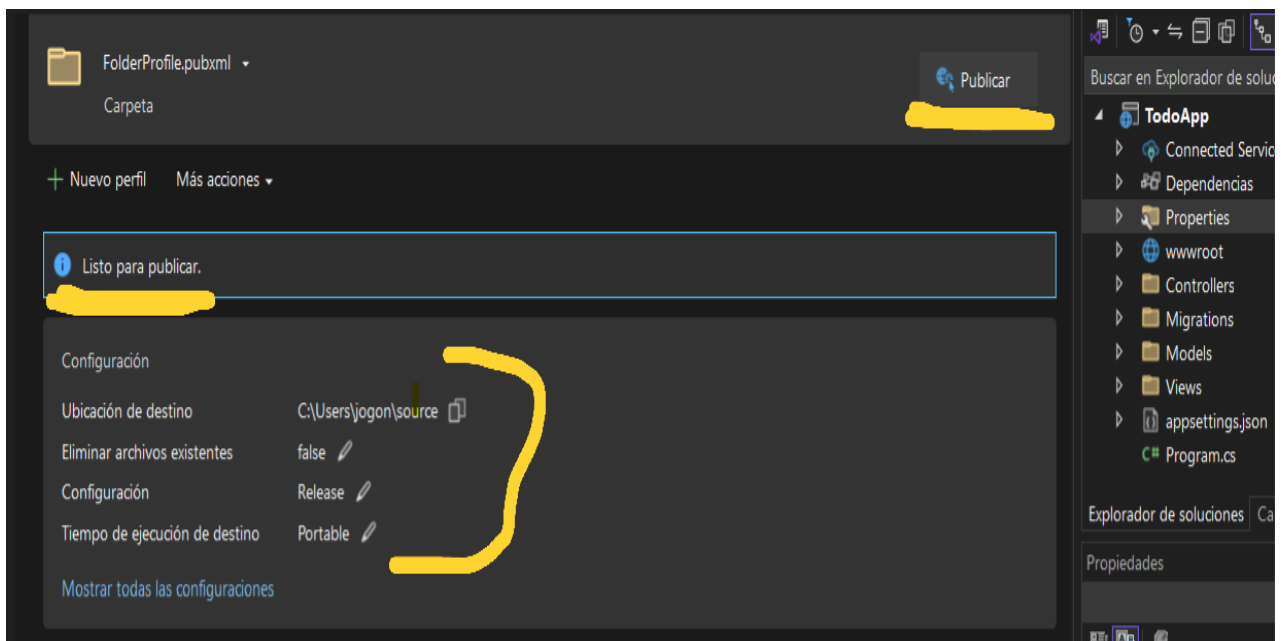 FolderProfile.pubxml
Carpeta
Publicar
Nuevo perfil Más acciones
Listo para publicar.
Configuración
Ubicación de destino C:\Users\jogon\source
Eliminar archivos existentes false
Configuración Release
Tiempo de ejecución de destino Portable
Mostrar todas las configuraciones
Buscar en Explorador de soluc
TodoApp
Connected Servic
Dependencias
Properties
wwwroot
Controllers
Migrations
Models
Views
appsettings.json
C# Program.cs
Explorador de soluciones Ca
Propiedades